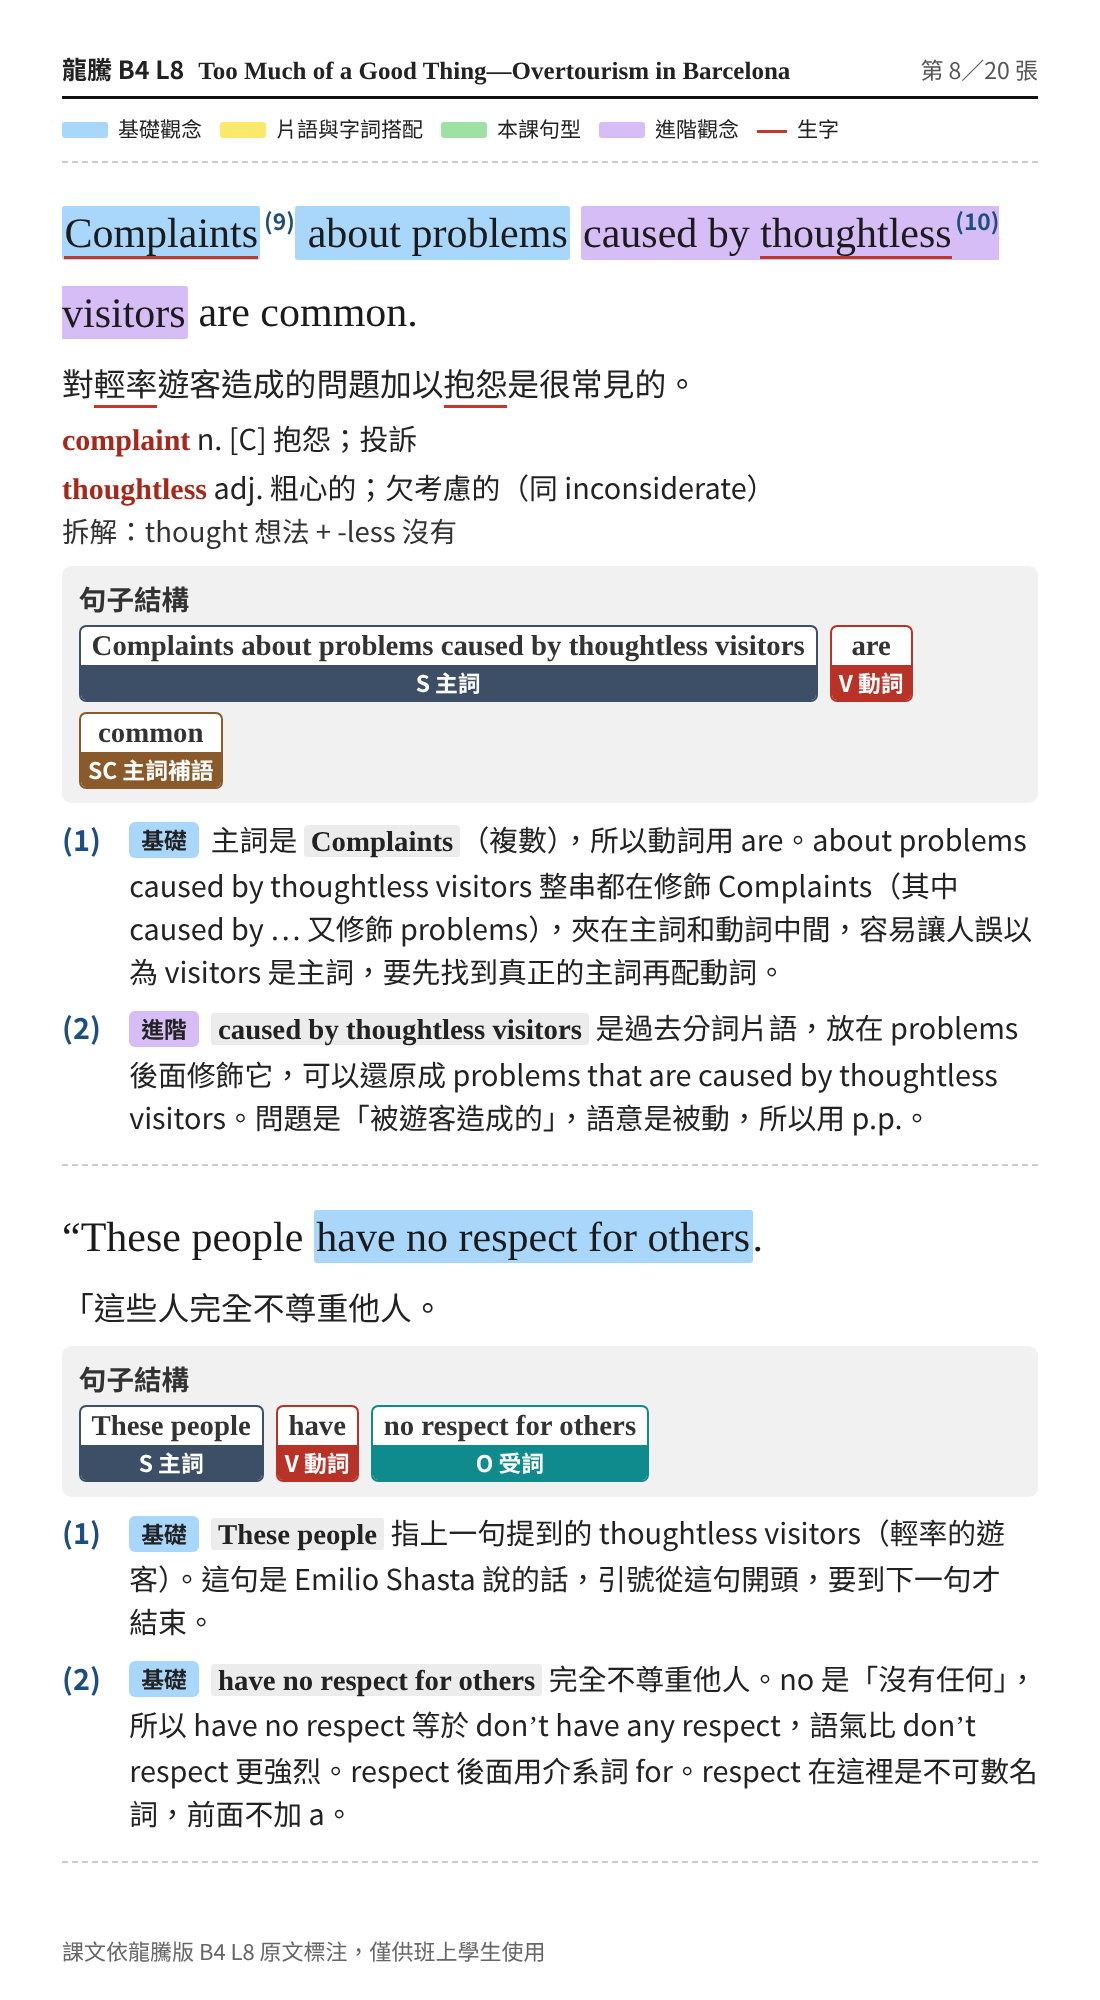 龍騰 B4 L8 Too Much of a Good Thing—Overtourism in Barcelona 第 8／20 張
基礎觀念 片語與字詞搭配 本課句型 進階觀念 生字
Complaints(9) about problems caused by thoughtless(10)
visitors are common.
對輕率遊客造成的問題加以抱怨是很常見的。
complaint n. [C] 抱怨；投訴
thoughtless adj. 粗心的；欠考慮的（同 inconsiderate）
拆解：thought 想法 + -less 沒有
句子結構
Complaints about problems caused by thoughtless visitors are
S 主詞 V 動詞
common
SC 主詞補語
(1) 基礎 主詞是 Complaints（複數），所以動詞用 are。about problems
caused by thoughtless visitors 整串都在修飾 Complaints（其中
caused by … 又修飾 problems），夾在主詞和動詞中間，容易讓人誤以
為 visitors 是主詞，要先找到真正的主詞再配動詞。
(2) 進階 caused by thoughtless visitors 是過去分詞片語，放在 problems
後面修飾它，可以還原成 problems that are caused by thoughtless
visitors。問題是「被遊客造成的」，語意是被動，所以用 p.p.。
“These people have no respect for others.
「這些人完全不尊重他人。
句子結構
These people have no respect for others
S 主詞 V 動詞 O 受詞
(1) 基礎 These people 指上一句提到的 thoughtless visitors（輕率的遊
客）。這句是 Emilio Shasta 說的話，引號從這句開頭，要到下一句才
結束。
(2) 基礎 have no respect for others 完全不尊重他人。no 是「沒有任何」，
所以 have no respect 等於 don’t have any respect，語氣比 don’t
respect 更強烈。respect 後面用介系詞 for。respect 在這裡是不可數名
詞，前面不加 a。
課文依龍騰版 B4 L8 原文標注，僅供班上學生使用